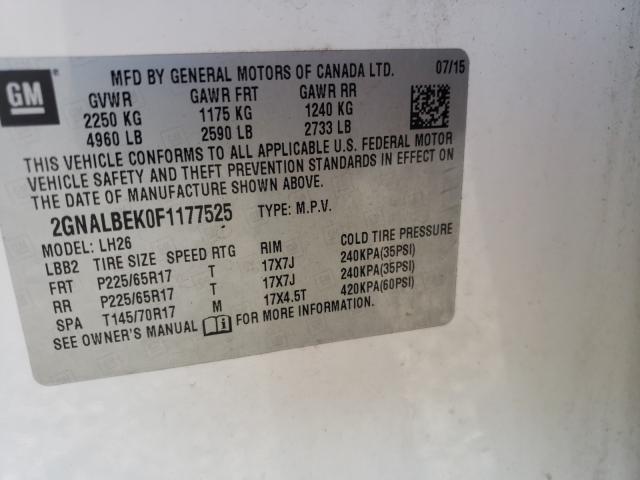 GM
MFD BY GENERAL MOTORS OF CANADA LTD. 07/15
GVWR GAWR FRT GAWR RR
2250 KG 1175 KG 1240 KG
4960 LB 2590 LB 2733 LB
THIS VEHICLE CONFORMS TO ALL APPLICABLE U.S. FEDERAL MOTOR
VEHICLE SAFETY AND THEFT PREVENTION STANDARDS IN EFFECT ON
THE DATE OF MANUFACTURE SHOWN ABOVE.
2GNALBEK0F1177525 TYPE: M.P.V.
MODEL: LH26
LBB2 TIRE SIZE SPEED RTG RIM COLD TIRE PRESSURE
FRT P225/65R17 T 17X7J 240KPA(35PSI)
RR P225/65R17 T 17X7J 240KPA(35PSI)
SPA T145/70R17 M 17X4.5T 420KPA(60PSI)
SEE OWNER'S MANUAL FOR MORE INFORMATION.